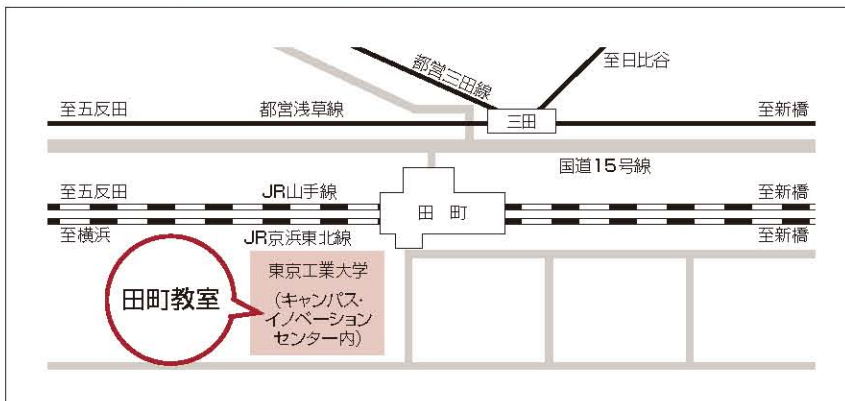 都営三田線
至日比谷
至五反田
都営浅草線
三田
至新橋
国道15号線
至五反田
JR山手線
田 町
至新橋
至横浜
JR京浜東北線
至新橋
田町教室
東京工業大学
(キャンパス・
イノベーション
センター内)